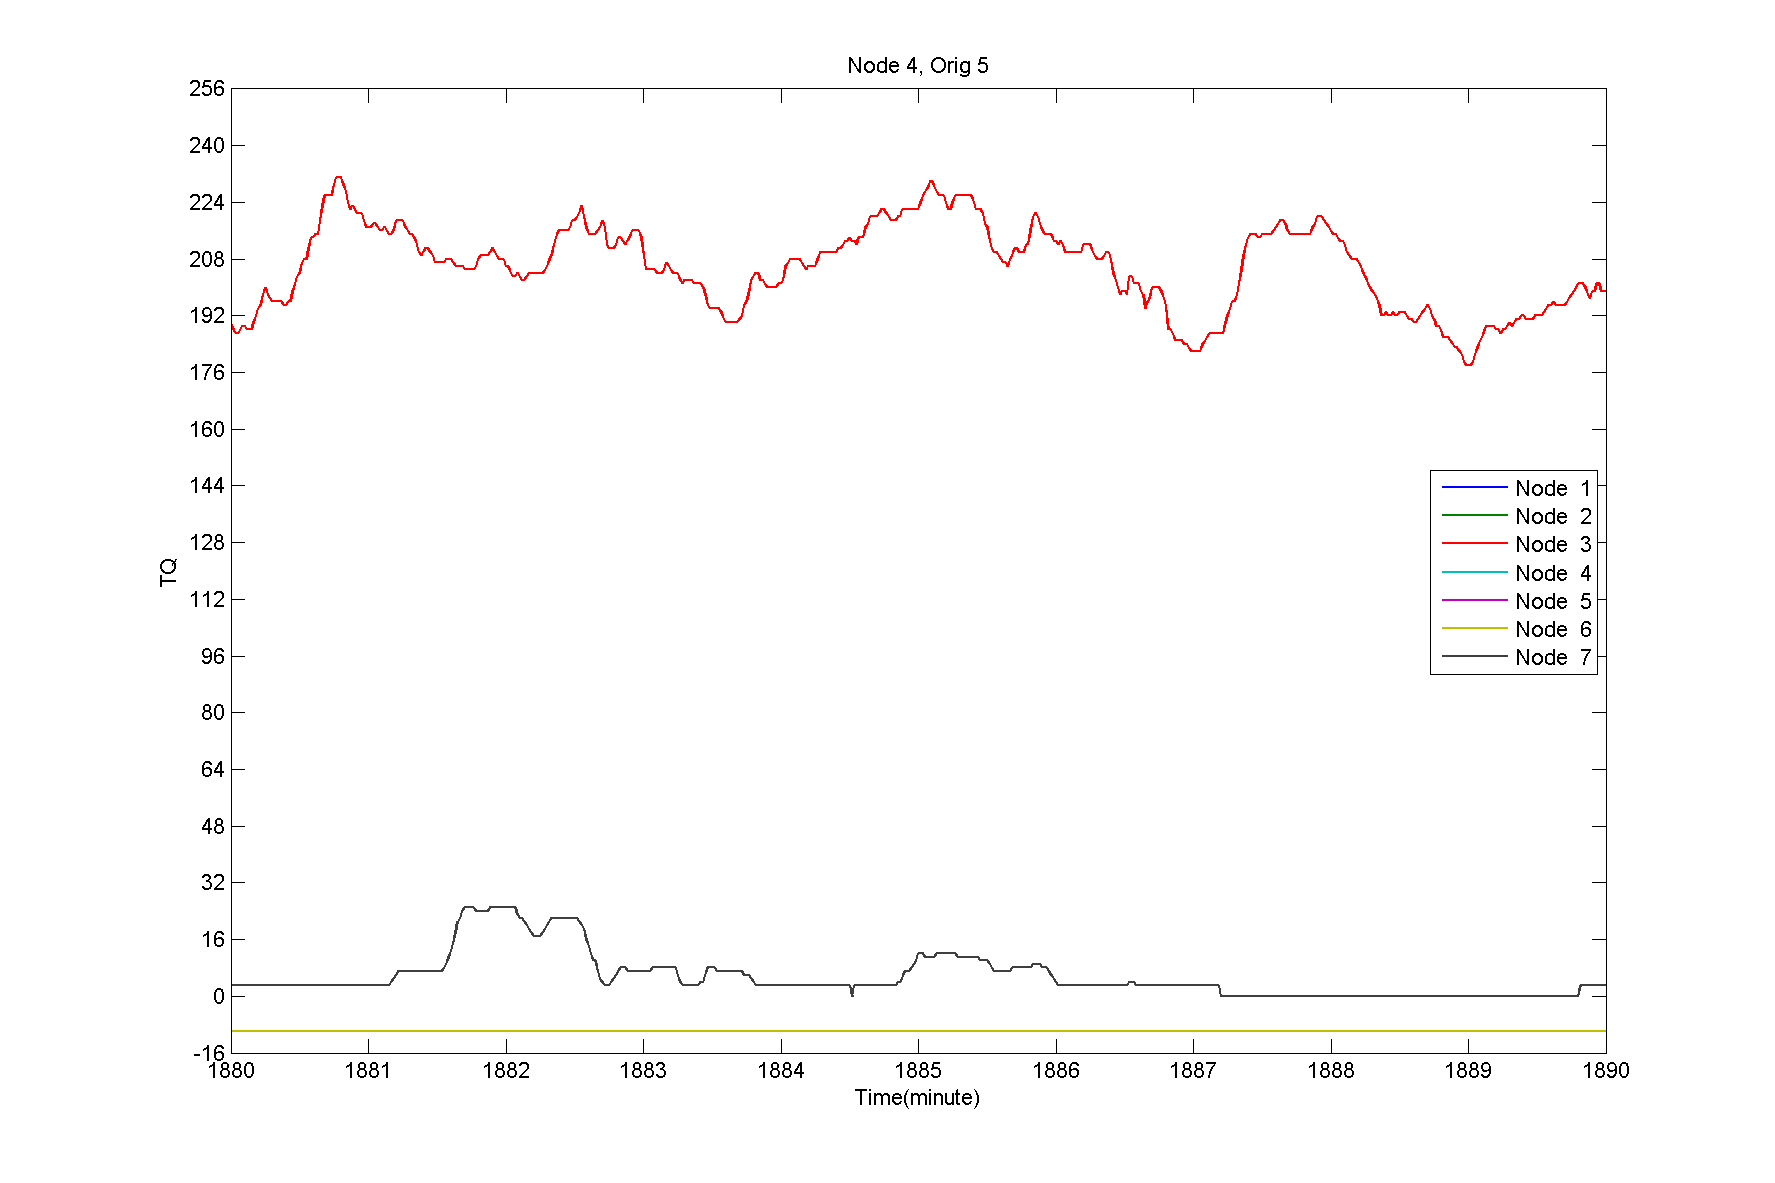 Node 4, Orig 5
256
240
224
208
192
176
160
144
128
112
96
80
64
48
32
16
0
-16
TQ
Node 1
Node 2
Node 3
Node 4
Node 5
Node 6
Node 7
1880 1881 1882 1883 1884 1885 1886 1887 1888 1889 1890
Time(minute)